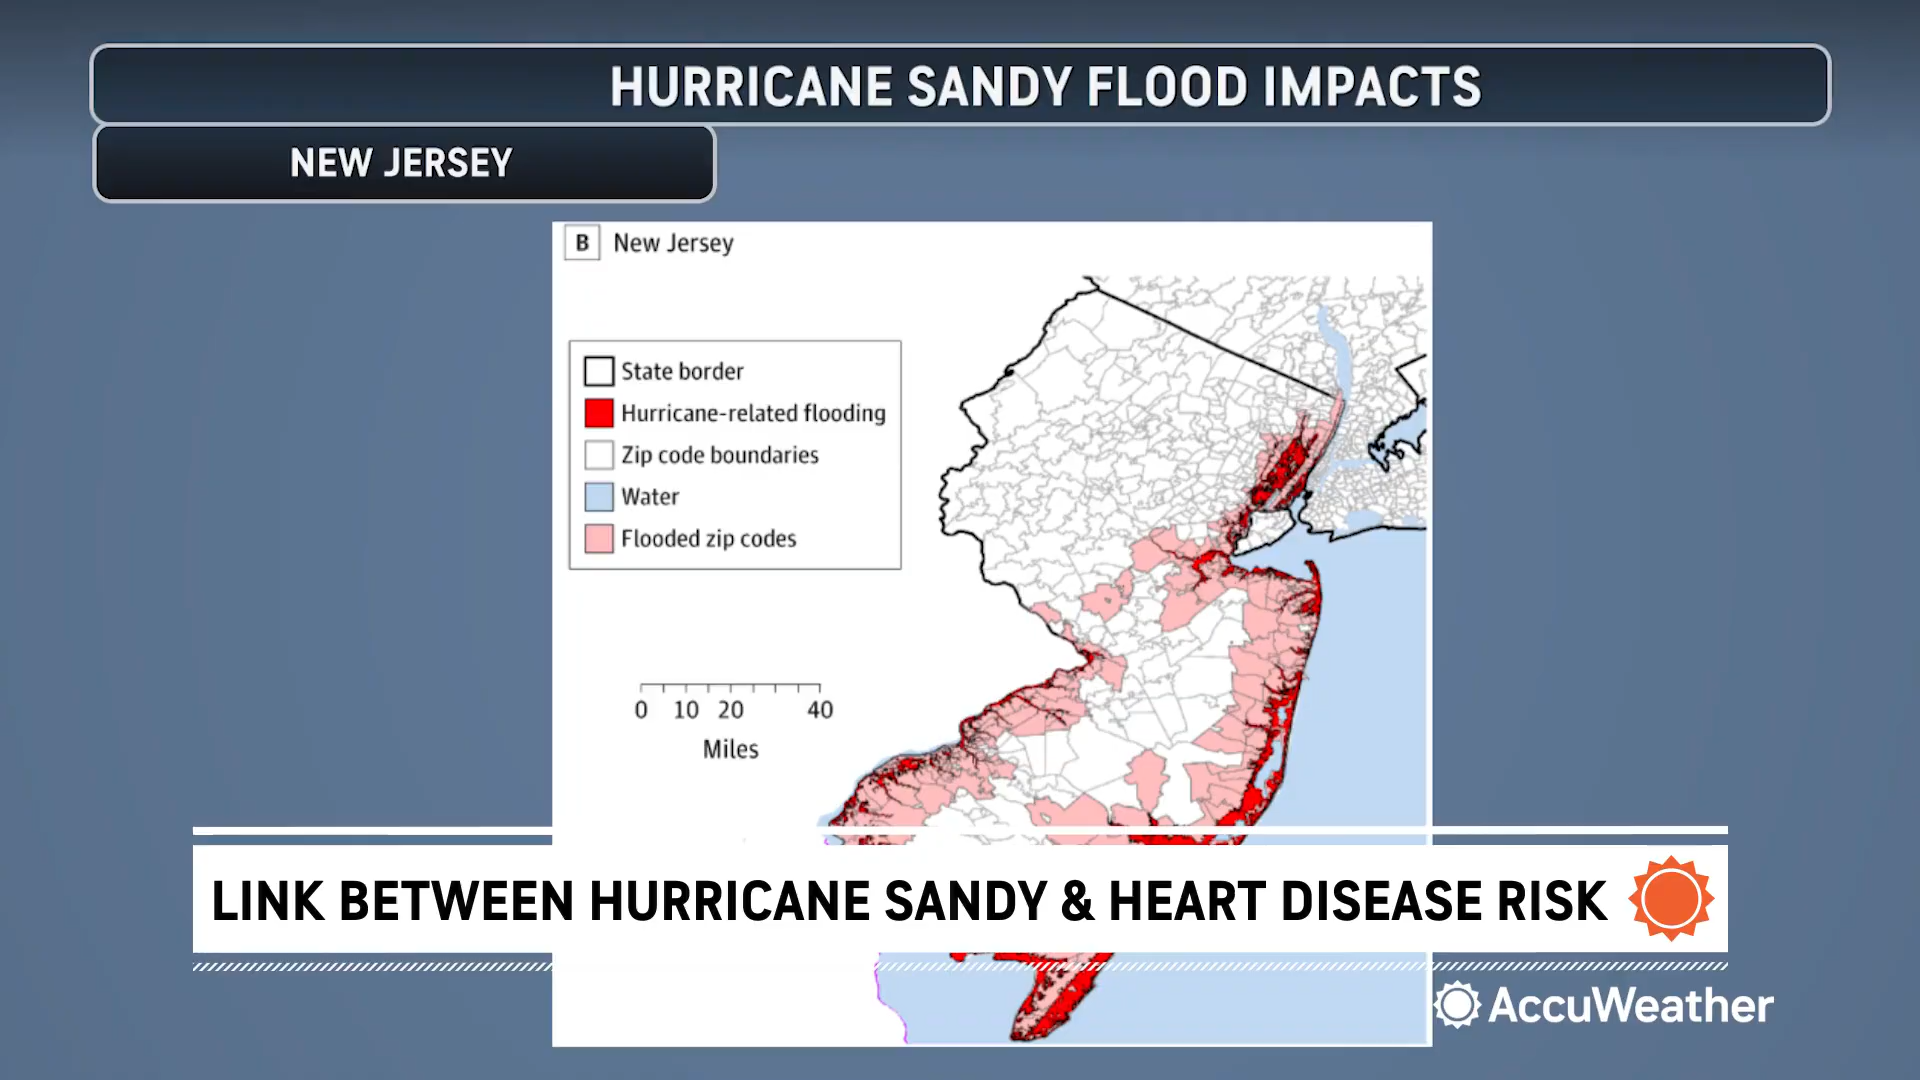 HURRICANE SANDY FLOOD IMPACTS
NEW JERSEY
B New Jersey
State border
Hurricane-related flooding
Zip code boundaries
Water
Flooded zip codes
0 10 20 40
Miles
LINK BETWEEN HURRICANE SANDY & HEART DISEASE RISK
AccuWeather